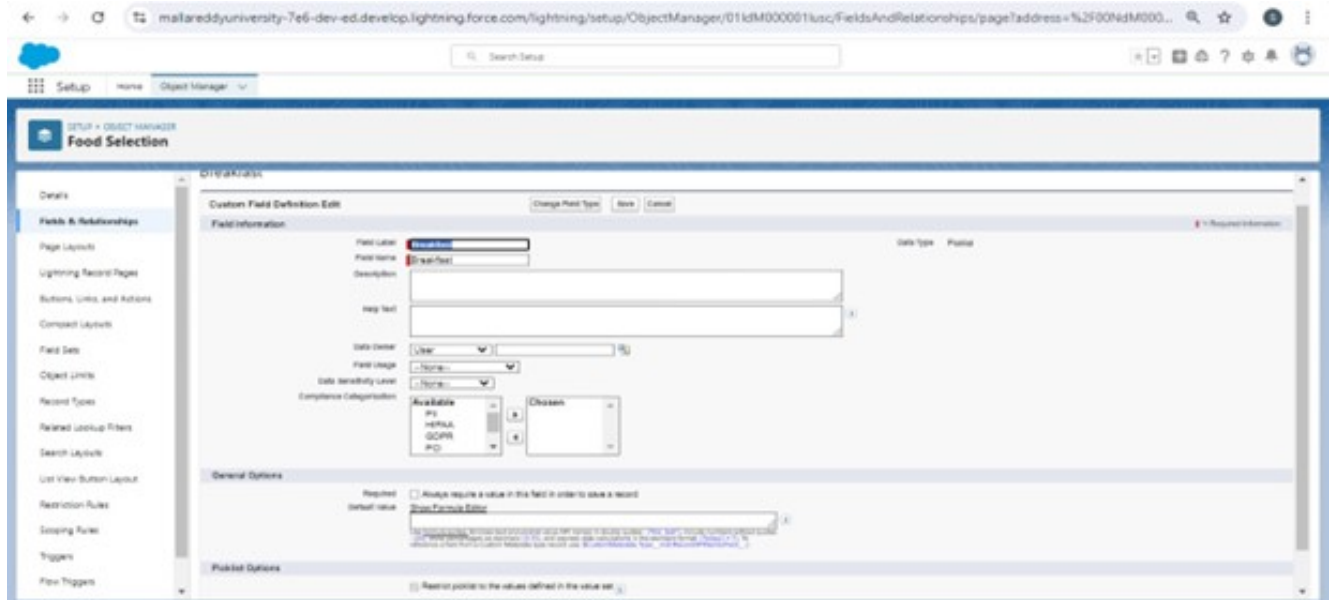 mallareddyuniversity-7e6-dev-ed.develop.lightning.force.com/lightning/setup/ObjectManager/
Search Setup
Setup
Home
Object Manager
SETUP > OBJECT MANAGER
Food Selection
Details
Fields & Relationships
Page Layouts
Lightning Record Pages
Buttons, Links, and Actions
Compact Layouts
Field Sets
Object Limits
Record Types
Related Lookup Filters
Search Layouts
List View Button Layout
Restriction Rules
Scoping Rules
Triggers
Flow Triggers
Breakfast
Custom Field Definition Edit
Change Field Type
Save
Cancel
Field Information
= Required Information
Field Label
Breakfast
Data Type
Picklist
Field Name
Breakfast
Description
Help Text
Data Owner
User
Field Usage
--None--
Data Sensitivity Level
--None--
Compliance Categorization
Available
PII
HIPAA
GDPR
PCI
Chosen
General Options
Required
Always require a value in this field in order to save a record
Default Value
Show Formula Editor
Picklist Options
Restrict picklist to the values defined in the value set